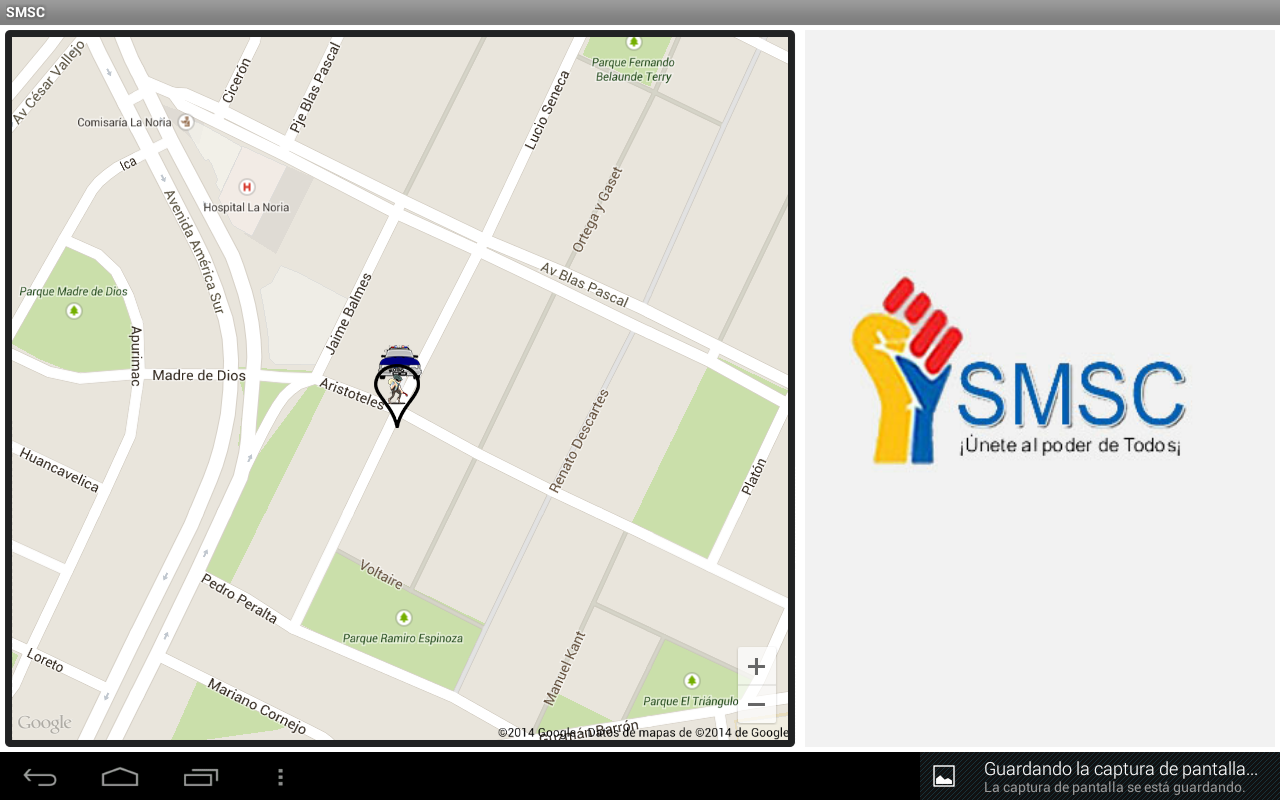 SMSC
Av César Vallejo
Cicerón
Pje Blas Pascal
Lucio Seneca
Parque Fernando
Belaunde Terry
Comisaría La Noria
Ica
H
Hospital La Noria
Avenida América Sur
Ortega y Gaset
Av Blas Pascal
Parque Madre de Dios
Apurimac
Jaime Balmes
Madre de Dios
Aristoteles
Renato Descartes
Huancavelica
Platón
Voltaire
Pedro Peralta
Parque Ramiro Espinoza
Manuel Kant
Loreto
Mariano Cornejo
Parque El Triángulo
Guzmán Barrón
Google
©2014 Google - Datos de mapas de ©2014 de Google
SMSC
¡Únete al poder de Todos¡
Guardando la captura de pantalla...
La captura de pantalla se está guardando.